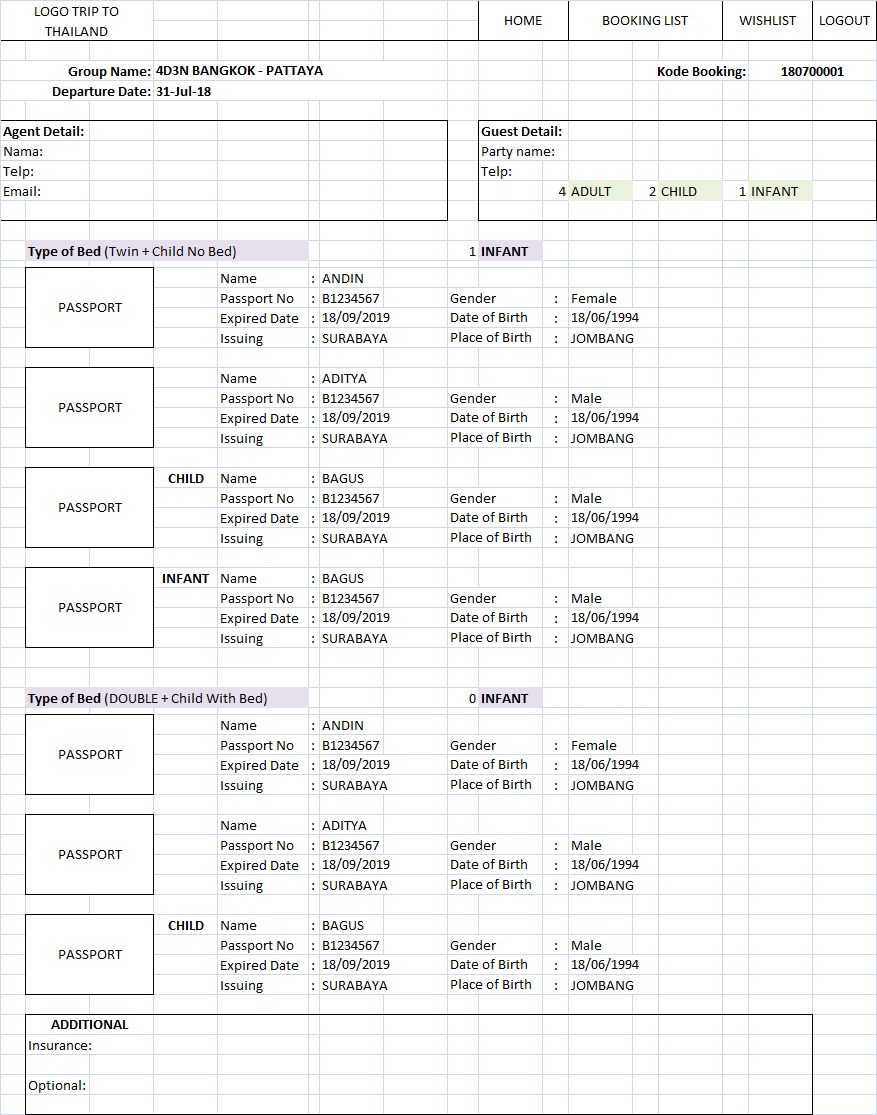 LOGO TRIP TO THAILAND HOME BOOKING LIST WISHLIST LOGOUT
Group Name: 4D3N BANGKOK - PATTAYA Kode Booking: 180700001
Departure Date: 31-Jul-18
Agent Detail: Guest Detail:
Nama: Party name:
Telp: Telp:
Email: 4 ADULT 2 CHILD 1 INFANT
Type of Bed (Twin + Child No Bed) 1 INFANT
PASSPORT
Name : ANDIN
Passport No : B1234567 Gender : Female
Expired Date : 18/09/2019 Date of Birth : 18/06/1994
Issuing : SURABAYA Place of Birth : JOMBANG
PASSPORT
Name : ADITYA
Passport No : B1234567 Gender : Male
Expired Date : 18/09/2019 Date of Birth : 18/06/1994
Issuing : SURABAYA Place of Birth : JOMBANG
PASSPORT
CHILD Name : BAGUS
Passport No : B1234567 Gender : Male
Expired Date : 18/09/2019 Date of Birth : 18/06/1994
Issuing : SURABAYA Place of Birth : JOMBANG
PASSPORT
INFANT Name : BAGUS
Passport No : B1234567 Gender : Male
Expired Date : 18/09/2019 Date of Birth : 18/06/1994
Issuing : SURABAYA Place of Birth : JOMBANG
Type of Bed (DOUBLE + Child With Bed) 0 INFANT
PASSPORT
Name : ANDIN
Passport No : B1234567 Gender : Female
Expired Date : 18/09/2019 Date of Birth : 18/06/1994
Issuing : SURABAYA Place of Birth : JOMBANG
PASSPORT
Name : ADITYA
Passport No : B1234567 Gender : Male
Expired Date : 18/09/2019 Date of Birth : 18/06/1994
Issuing : SURABAYA Place of Birth : JOMBANG
PASSPORT
CHILD Name : BAGUS
Passport No : B1234567 Gender : Male
Expired Date : 18/09/2019 Date of Birth : 18/06/1994
Issuing : SURABAYA Place of Birth : JOMBANG
ADDITIONAL
Insurance:
Optional: